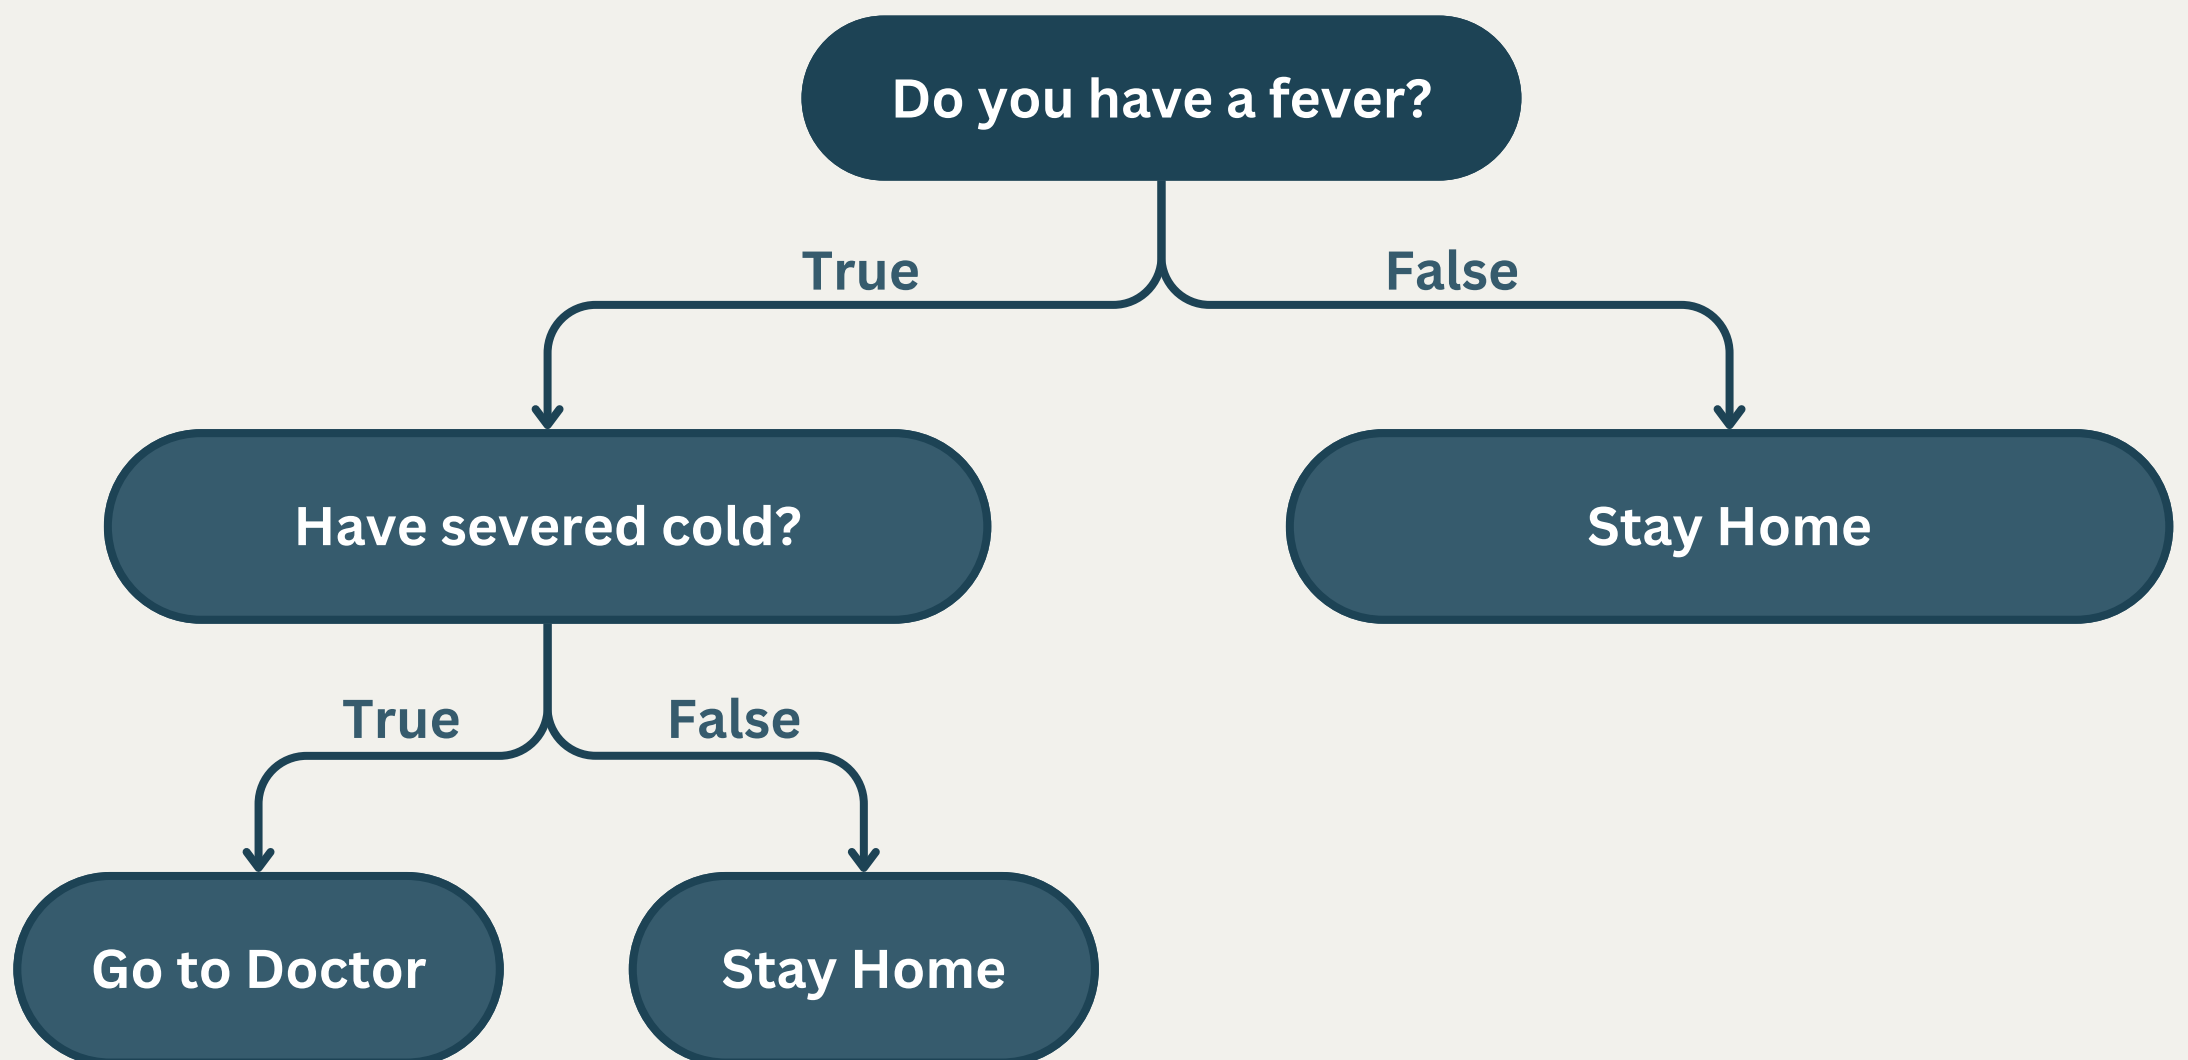 Do you have a fever?
True
False
Have severed cold?
Stay Home
True
False
Go to Doctor
Stay Home